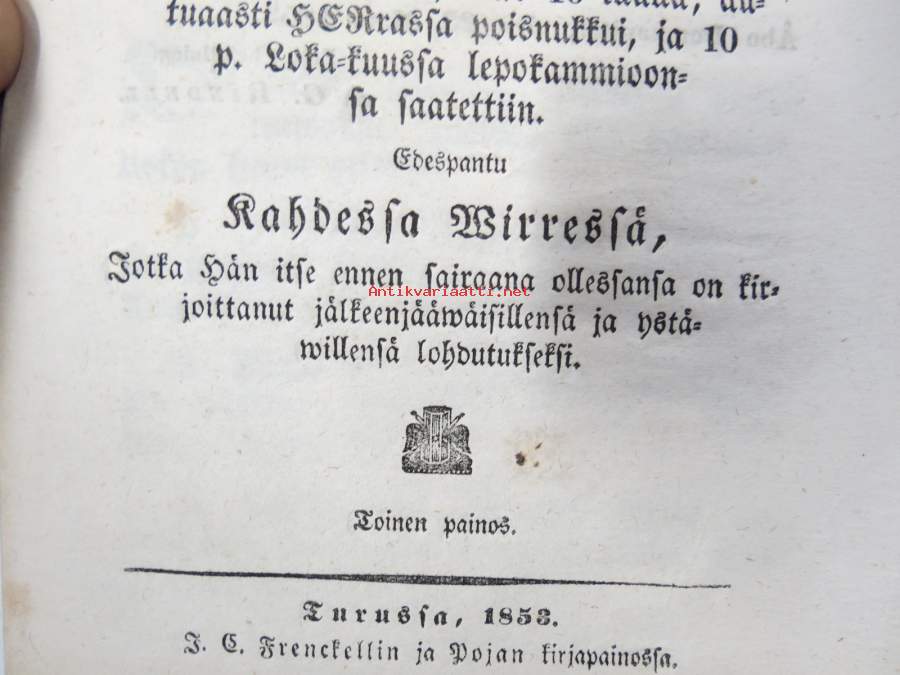 tuaasti HERrassa poisnukkui, ja 10
p. Loka-kuussa lepokammioon-
sa saatettiin.
Edespantu
Kahdessa Wirressä,
Jotka Hän itse ennen sairaana ollessansa on kir-
joittanut jälkeenjääwäisillensä ja ystä-
willensä lohdutukseksi.
Antikvariaatti.net
Toinen painos.
Turussa, 1853.
J. C. Frenckellin ja Pojan kirjapainossa.